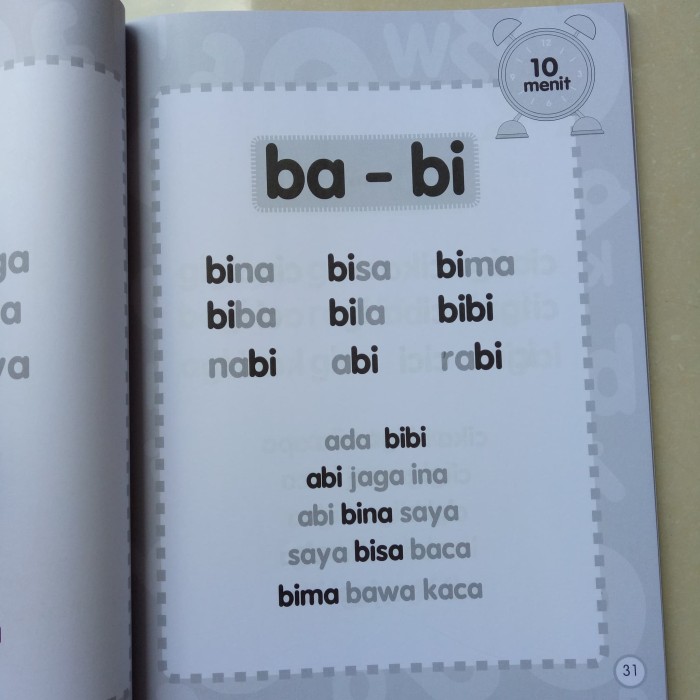 10
menit
ba - bi
bina bisa bima
biba bila bibi
nabi abi rabi
ada bibi
abi jaga ina
abi bina saya
saya bisa baca
bima bawa kaca
31